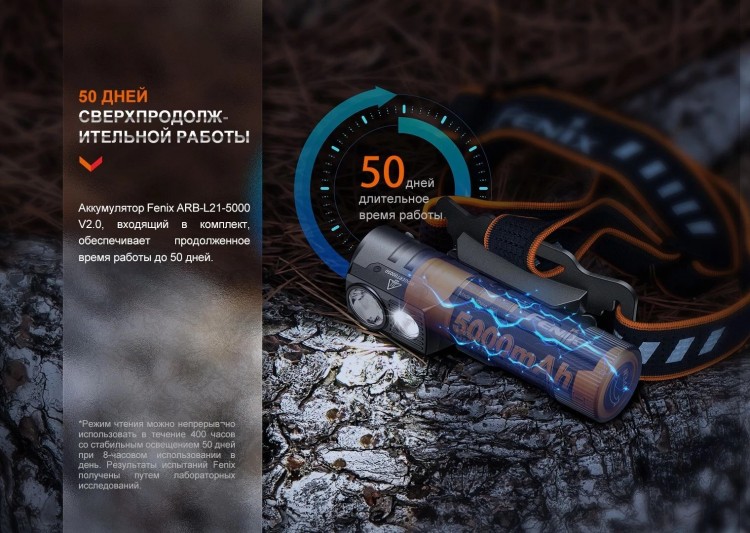 50 ДНЕЙ
СВЕРХПРОДОЛЖ-
ИТЕЛЬНОЙ РАБОТЫ
Аккумулятор Fenix ARB-L21-5000
V2.0, входящий в комплект,
обеспечивает продолженное
время работы до 50 дней.
*Режим чтения можно непрерывно
использовать в течение 400 часов
со стабильным освещением 50 дней
при 8-часовом использовании в
день. Результаты испытаний Fenix
получены путем лабораторных
исследований.
50 дней
длительное
время работы
fenix
5000mAh